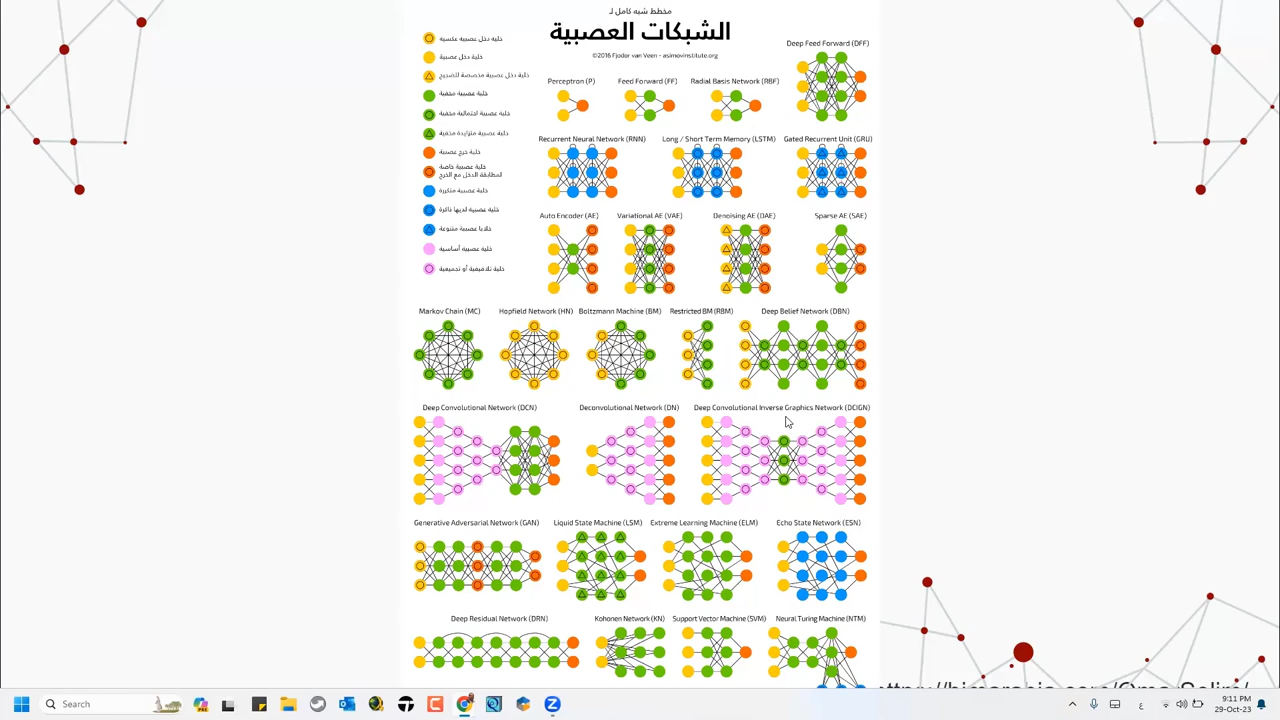 مخطط شبه كامل لـ
الشبكات العصبية
©2016 Fjodor van Veen - asimovinstitute.org
خلية دخل عصبية عكسية
خلية دخل عصبية
خلية دخل عصبية مخصصة للضجيج
خلية عصبية مخفية
خلية عصبية احتمالية مخفية
خلية عصبية متزايدة مخفية
خلية خرج عصبية
خلية عصبية خاصة
لمطابقة الدخل مع الخرج
خلية عصبية متكررة
خلية عصبية لديها ذاكرة
خلايا عصبية متنوعة
خلية عصبية أساسية
خلية تلافيفية أو تجميعية
Deep Feed Forward (DFF)
Perceptron (P)
Feed Forward (FF)
Radial Basis Network (RBF)
Recurrent Neural Network (RNN)
Long / Short Term Memory (LSTM)
Gated Recurrent Unit (GRU)
Auto Encoder (AE)
Variational AE (VAE)
Denoising AE (DAE)
Sparse AE (SAE)
Markov Chain (MC)
Hopfield Network (HN)
Boltzmann Machine (BM)
Restricted BM (RBM)
Deep Belief Network (DBN)
Deep Convolutional Network (DCN)
Deconvolutional Network (DN)
Deep Convolutional Inverse Graphics Network (DCIGN)
Generative Adversarial Network (GAN)
Liquid State Machine (LSM)
Extreme Learning Machine (ELM)
Echo State Network (ESN)
Deep Residual Network (DRN)
Kohonen Network (KN)
Support Vector Machine (SVM)
Neural Turing Machine (NTM)
Search
9:11 PM
29-Oct-23